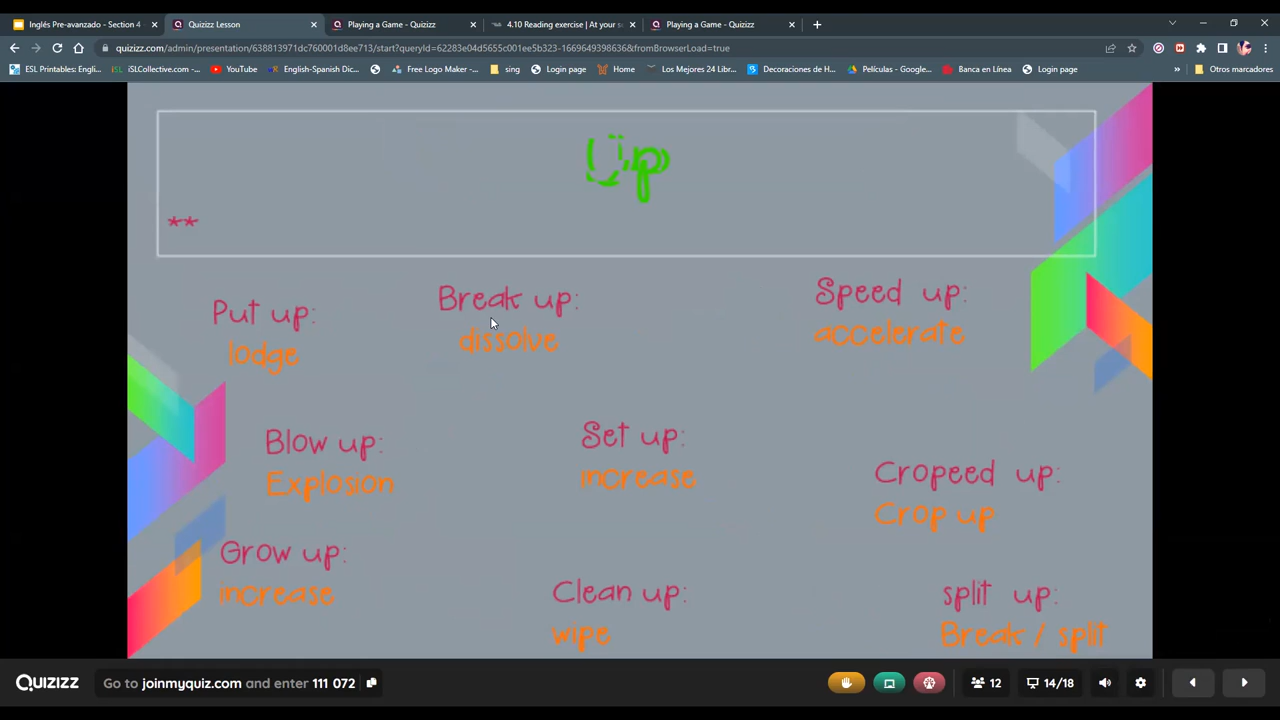 Inglés Pre-avanzado - Section 4
Quizizz Lesson
Playing a Game - Quizizz
4.10 Reading exercise | At your s
Playing a Game - Quizizz
quizizz.com/admin/presentation/638813971dc760001d8ee713/start?queryId=62283e04d5655c001ee5b323-1669649398636&fromBrowserLoad=true
ESL Printables: Engli...
iSLCollective.com -...
YouTube
English-Spanish Dic...
Free Logo Maker -...
sing
Login page
Home
Los Mejores 24 Libr...
Decoraciones de H...
Películas - Google...
Banca en Línea
Login page
»
Otros marcadores
Up
**
Put up:
lodge
Break up:
dissolve
Speed up:
accelerate
Blow up:
Explosion
Set up:
increase
Cropeed up:
Crop up
Grow up:
increase
Clean up:
wipe
split up:
Break / split
Quizizz
Go to joinmyquiz.com and enter 111 072
12
14/18